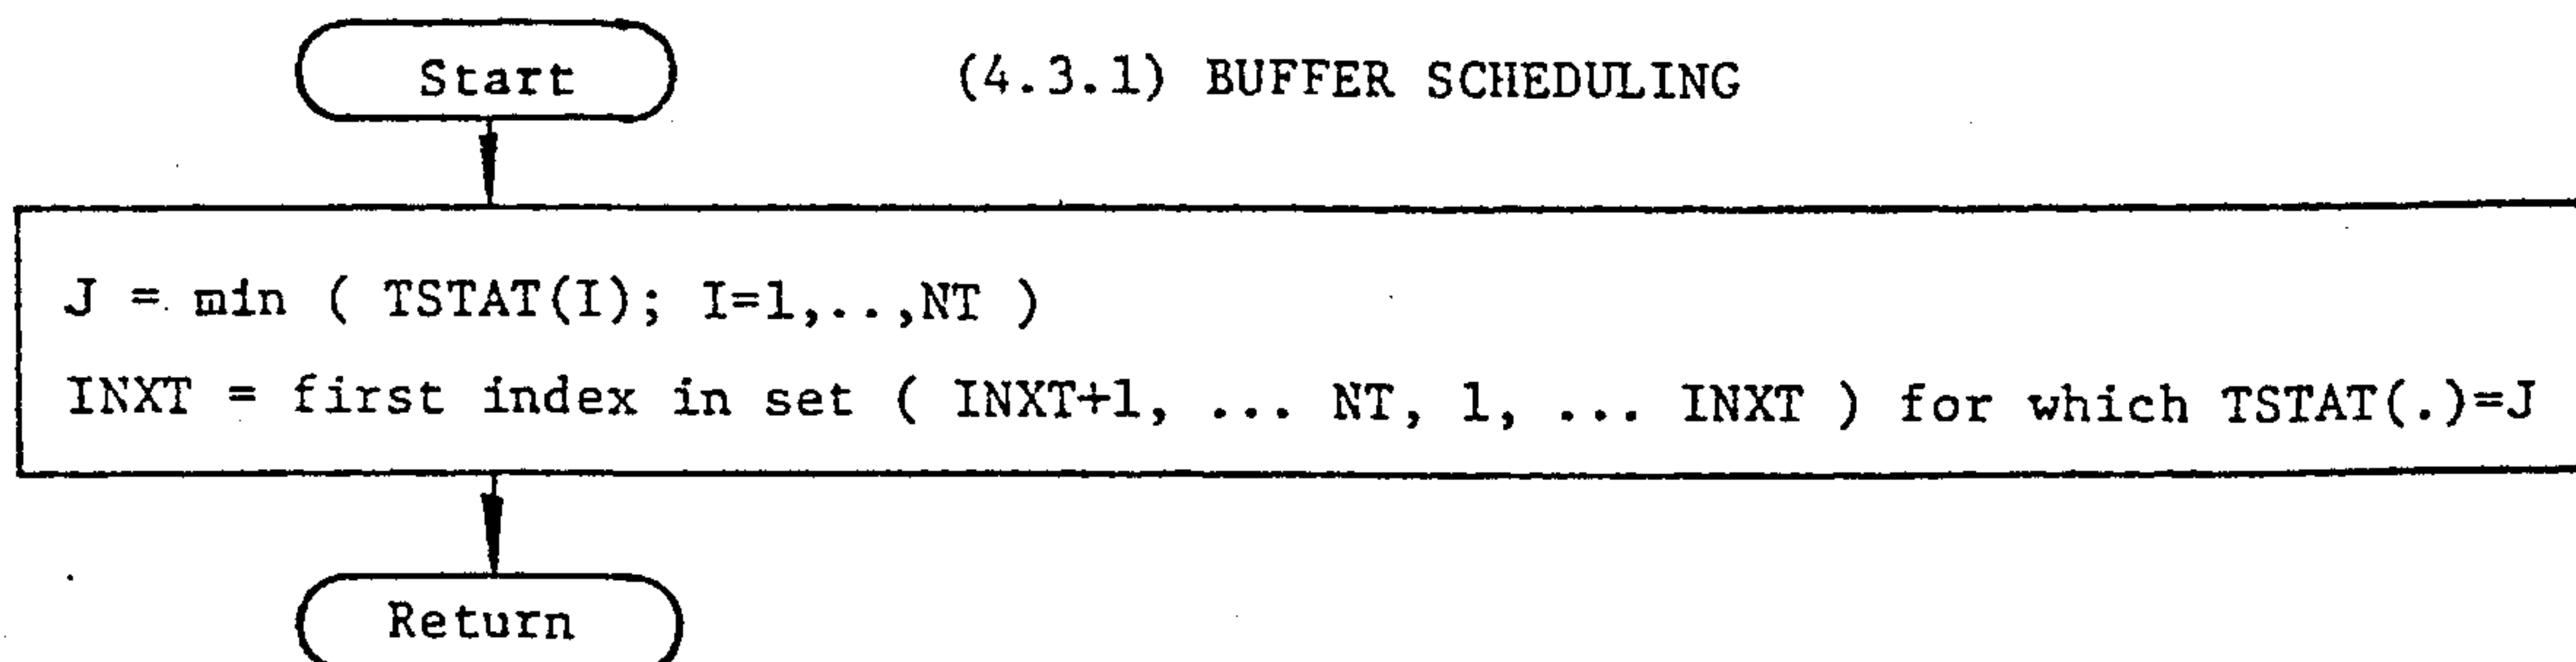 Start
(4.3.1) BUFFER SCHEDULING
J = min ( TSTAT(I); I=1,..,NT )
INXT = first index in set ( INXT+1, ... NT, 1, ... INXT ) for which TSTAT(.)=J
Return